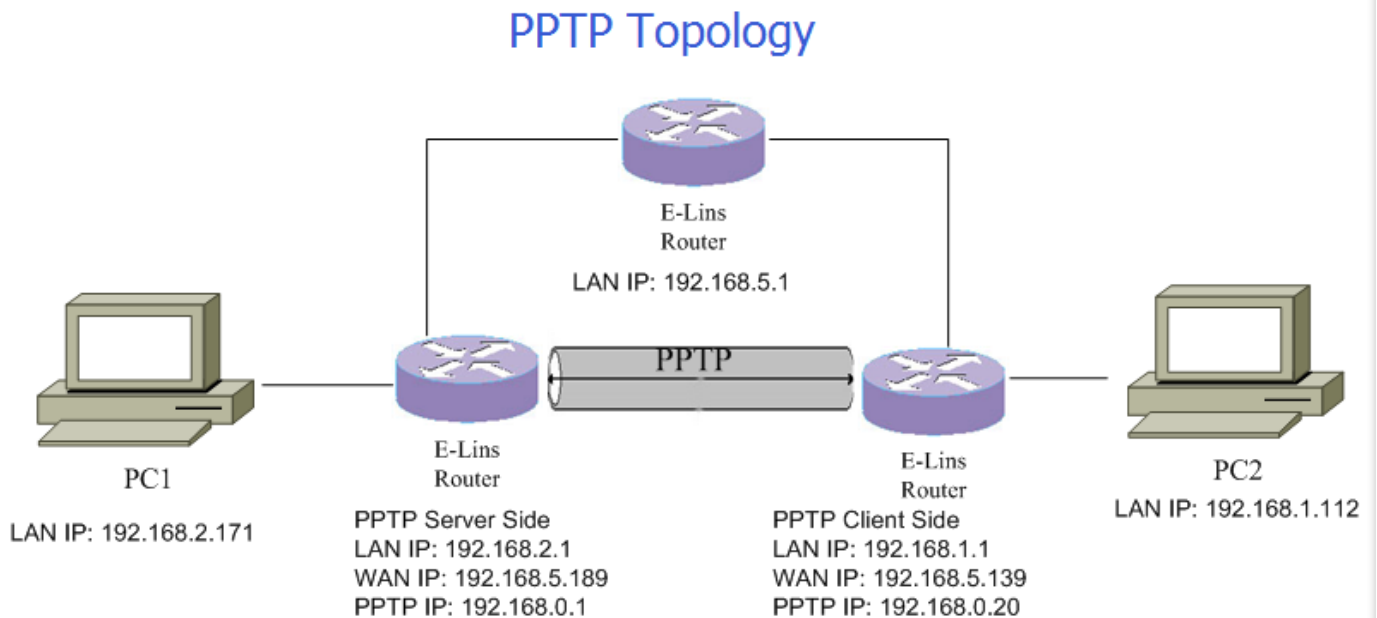 PPTP Topology
E-Lins
Router
LAN IP: 192.168.5.1
PPTP
PC1
LAN IP: 192.168.2.171
E-Lins
Router
PPTP Server Side
LAN IP: 192.168.2.1
WAN IP: 192.168.5.189
PPTP IP: 192.168.0.1
E-Lins
Router
PPTP Client Side
LAN IP: 192.168.1.1
WAN IP: 192.168.5.139
PPTP IP: 192.168.0.20
PC2
LAN IP: 192.168.1.112